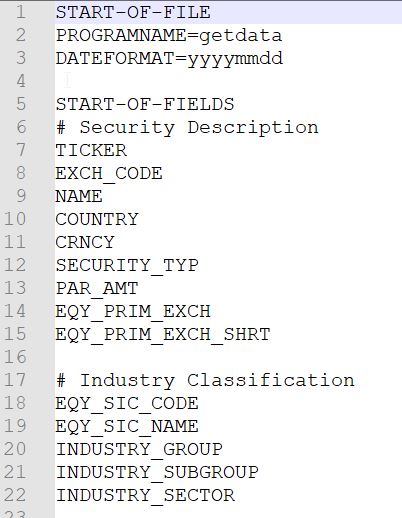 1 START-OF-FILE
2 PROGRAMNAME=getdata
3 DATEFORMAT=yyyymmdd
4
5 START-OF-FIELDS
6 # Security Description
7 TICKER
8 EXCH_CODE
9 NAME
10 COUNTRY
11 CRNCY
12 SECURITY_TYP
13 PAR_AMT
14 EQY_PRIM_EXCH
15 EQY_PRIM_EXCH_SHRT
16
17 # Industry Classification
18 EQY_SIC_CODE
19 EQY_SIC_NAME
20 INDUSTRY_GROUP
21 INDUSTRY_SUBGROUP
22 INDUSTRY_SECTOR
23